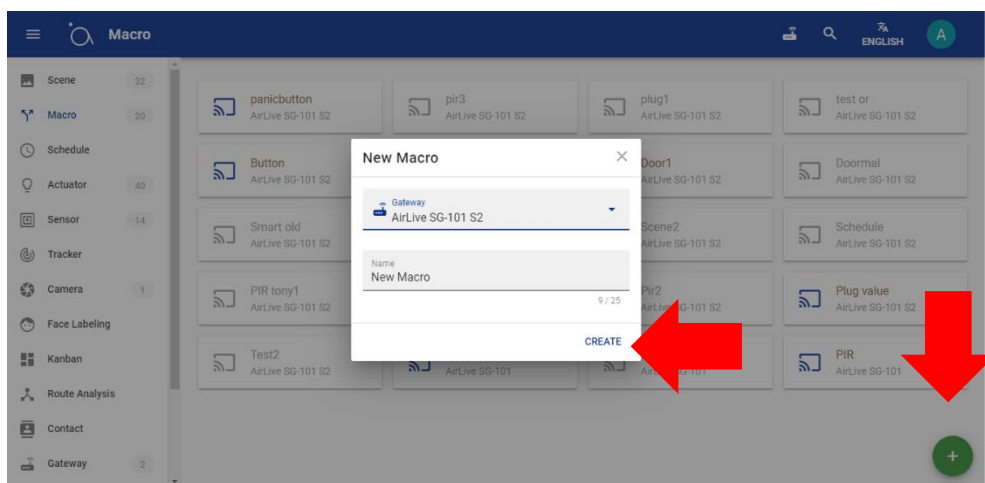 Macro
ENGLISH
A
Scene 32
Macro 20
Schedule
Actuator 40
Sensor 14
Tracker
Camera 1
Face Labeling
Kanban
Route Analysis
Contact
Gateway 2
panicbutton
AirLive SG-101 S2
pir3
AirLive SG-101 S2
plug1
AirLive SG-101 S2
test or
AirLive SG-101 S2
Button
AirLive SG-101 S2
Door1
AirLive SG-101 S2
Doormal
AirLive SG-101 S2
Smart old
AirLive SG-101 S2
Scene2
AirLive SG-101 S2
Schedule
AirLive SG-101 S2
PIR tony1
AirLive SG-101 S2
Pir2
SG-101 S2
Plug value
AirLive SG-101 S2
Test2
AirLive SG-101 S2
AirLive SG-101
SG-101
PIR
AirLive SG-101
New Macro
Gateway
AirLive SG-101 S2
Name
New Macro
9 / 25
CREATE